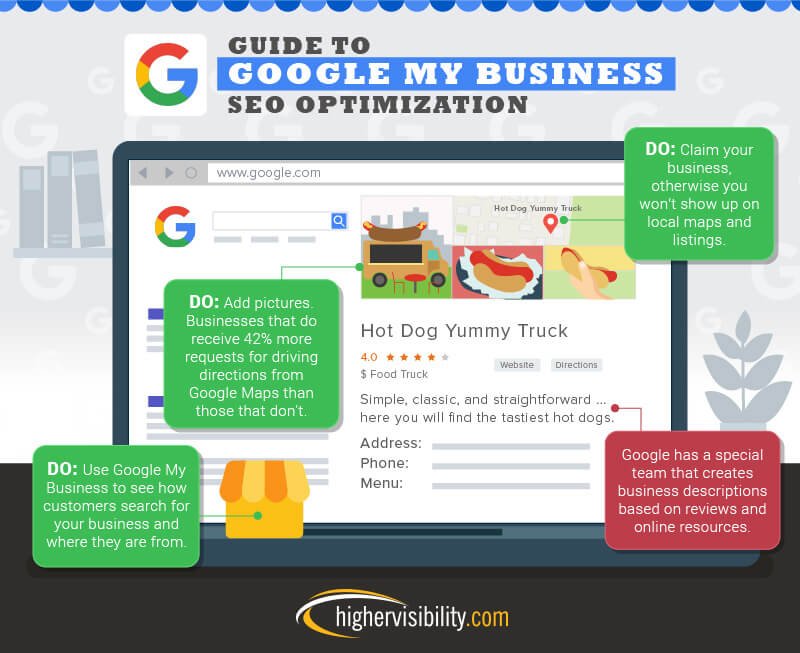 GUIDE TO
GOOGLE MY BUSINESS
SEO OPTIMIZATION
www.google.com
Hot Dog Yummy Truck
DO: Claim your
business,
otherwise you
won't show up on
local maps and
listings.
DO: Add pictures.
Businesses that do
receive 42% more
requests for driving
directions from
Google Maps than
those that don't.
Hot Dog Yummy Truck
4.0
Website
Directions
$ Food Truck
Simple, classic, and straightforward ...
here you will find the tastiest hot dogs.
Address:
Phone:
Menu:
DO: Use Google My
Business to see how
customers search for
your business and
where they are from.
Google has a special
team that creates
business descriptions
based on reviews and
online resources.
highervisibility.com